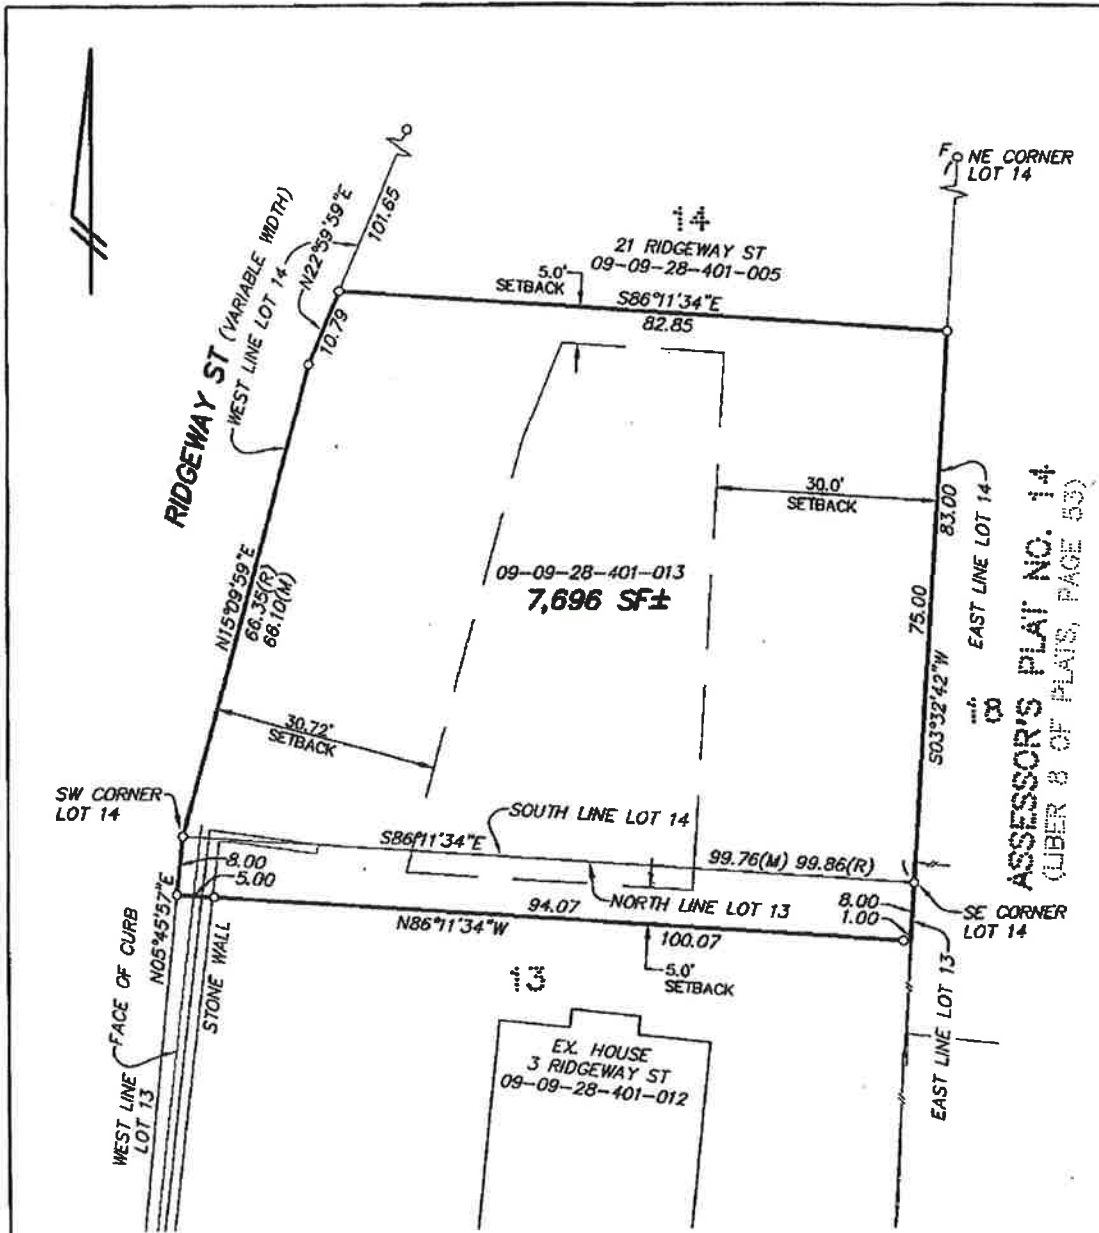 F
NE CORNER
LOT 14
14
21 RIDGEWAY ST
09-09-28-401-005
5.0'
SETBACK
S86°11'34"E
82.85
101.65
N22°59'59"E
10.79
RIDGEWAY ST (VARIABLE WIDTH)
WEST LINE LOT 14
N15°09'59"E
66.35(R)
66.10(M)
30.0'
SETBACK
83.00
EAST LINE LOT 14
75.00
S03°32'42"W
09-09-28-401-013
7,696 SF±
13
ASSESSOR'S PLAT NO. 14
(LIBER 8 OF PLATS, PAGE 55)
30.72'
SETBACK
SW CORNER
LOT 14
SOUTH LINE LOT 14
S86°11'34"E
99.76(M) 99.86(R)
8.00
5.00
NORTH LINE LOT 13
94.07
N86°11'34"W
100.07
8.00
1.00
SE CORNER
LOT 14
5.0'
SETBACK
13
N05°45'57"E
FACE OF CURB
STONE WALL
WEST LINE
LOT 13
EAST LINE LOT 13
EX. HOUSE
3 RIDGEWAY ST
09-09-28-401-012